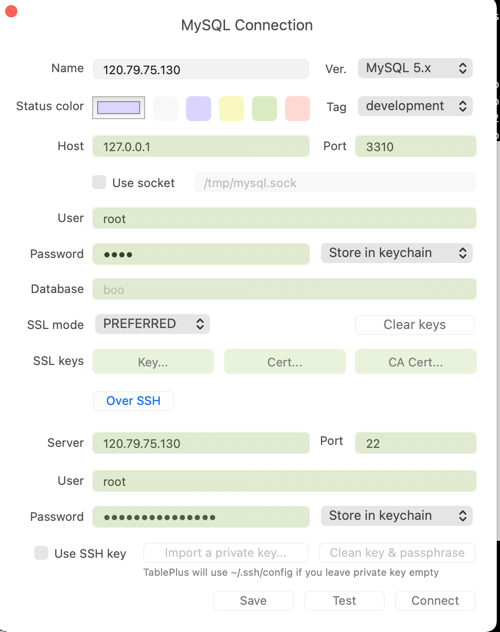 MySQL Connection
Name 120.79.75.130 Ver. MySQL 5.x
Status color Tag development
Host 127.0.0.1 Port 3310
Use socket /tmp/mysql.sock
User root
Password •••• Store in keychain
Database boo
SSL mode PREFERRED Clear keys
SSL keys Key... Cert... CA Cert...
Over SSH
Server 120.79.75.130 Port 22
User root
Password ••••••••••••••• Store in keychain
Use SSH key Import a private key... Clean key & passphrase
TablePlus will use ~/.ssh/config if you leave private key empty
Save Test Connect